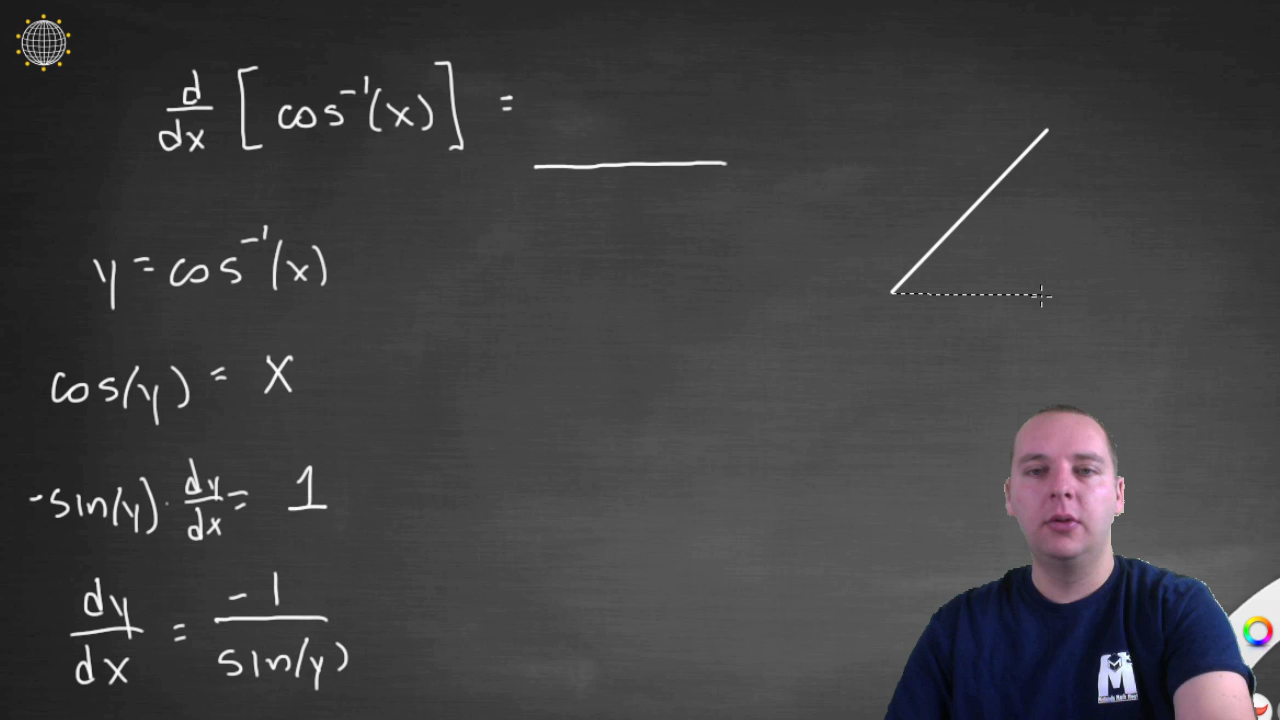 d/dx [cos⁻¹(x)] =
y = cos⁻¹(x)
cos(y) = x
-sin(y) · dy/dx = 1
dy/dx = -1/sin(y)